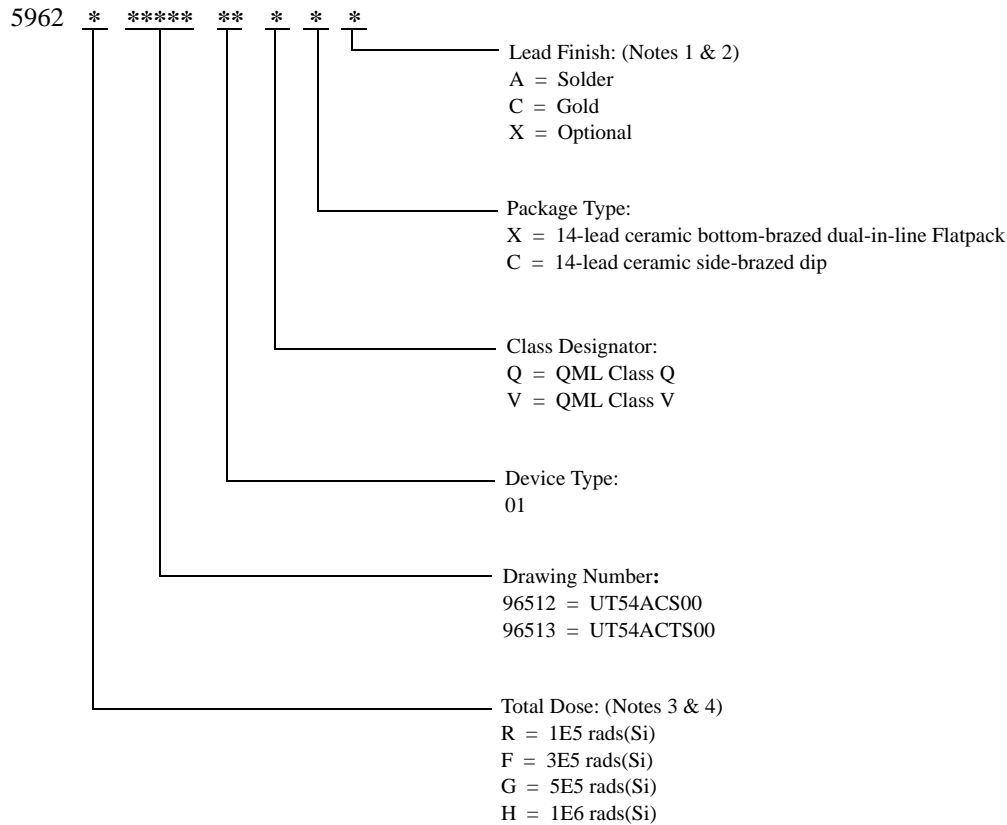 5962 * ***** ** * * *
Lead Finish: (Notes 1 & 2)
A = Solder
C = Gold
X = Optional
Package Type:
X = 14-lead ceramic bottom-brazed dual-in-line Flatpack
C = 14-lead ceramic side-brazed dip
Class Designator:
Q = QML Class Q
V = QML Class V
Device Type:
01
Drawing Number:
96512 = UT54ACS00
96513 = UT54ACTS00
Total Dose: (Notes 3 & 4)
R = 1E5 rads(Si)
F = 3E5 rads(Si)
G = 5E5 rads(Si)
H = 1E6 rads(Si)